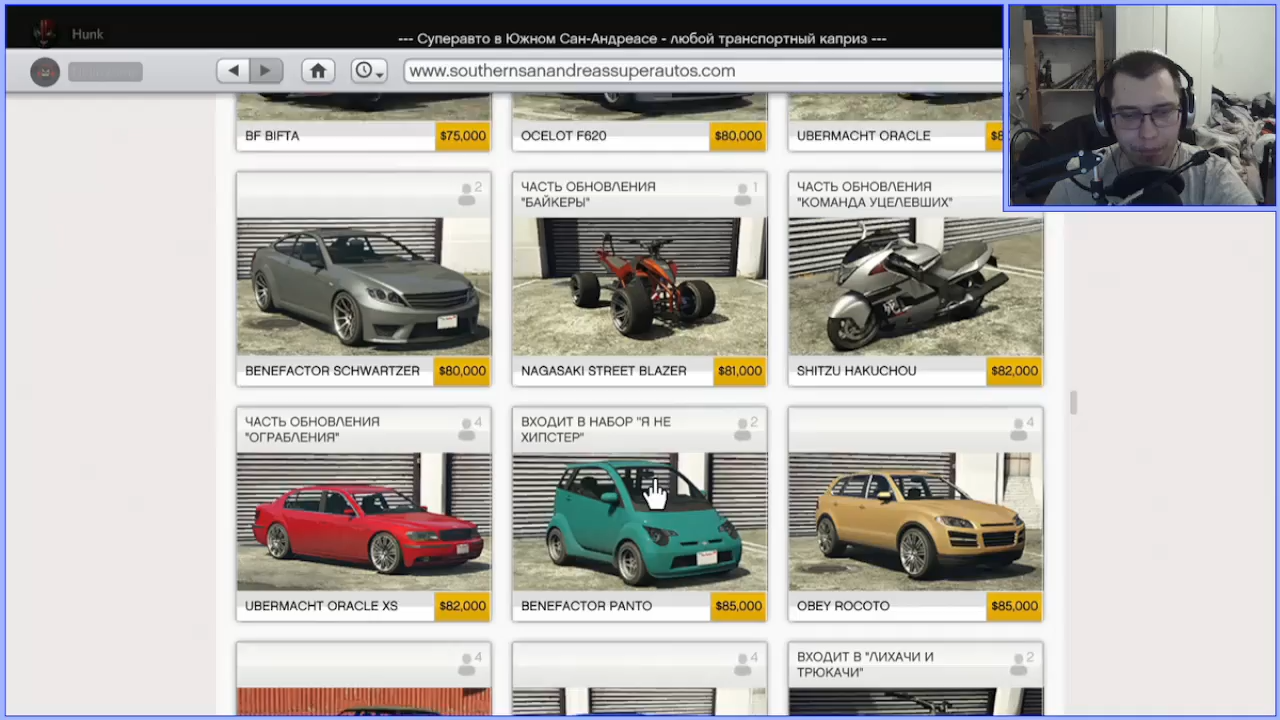 Hunk
--- Суперавто в Южном Сан-Андреасе - любой транспортный каприз ---
www.southernsanandreassuperautos.com
BF BIFTA
$75,000
OCELOT F620
$80,000
UBERMACHT ORACLE
2
ЧАСТЬ ОБНОВЛЕНИЯ
"БАЙКЕРЫ"
1
ЧАСТЬ ОБНОВЛЕНИЯ
"КОМАНДА УЦЕЛЕВШИХ"
BENEFACTOR SCHWARTZER
$80,000
NAGASAKI STREET BLAZER
$81,000
SHITZU HAKUCHOU
$82,000
ЧАСТЬ ОБНОВЛЕНИЯ
"ОГРАБЛЕНИЯ"
4
ВХОДИТ В НАБОР "Я НЕ
ХИПСТЕР"
2
4
UBERMACHT ORACLE XS
$82,000
BENEFACTOR PANTO
$85,000
OBEY ROCOTO
$85,000
4
4
ВХОДИТ В "ЛИХАЧИ И
ТРЮКАЧИ"
2